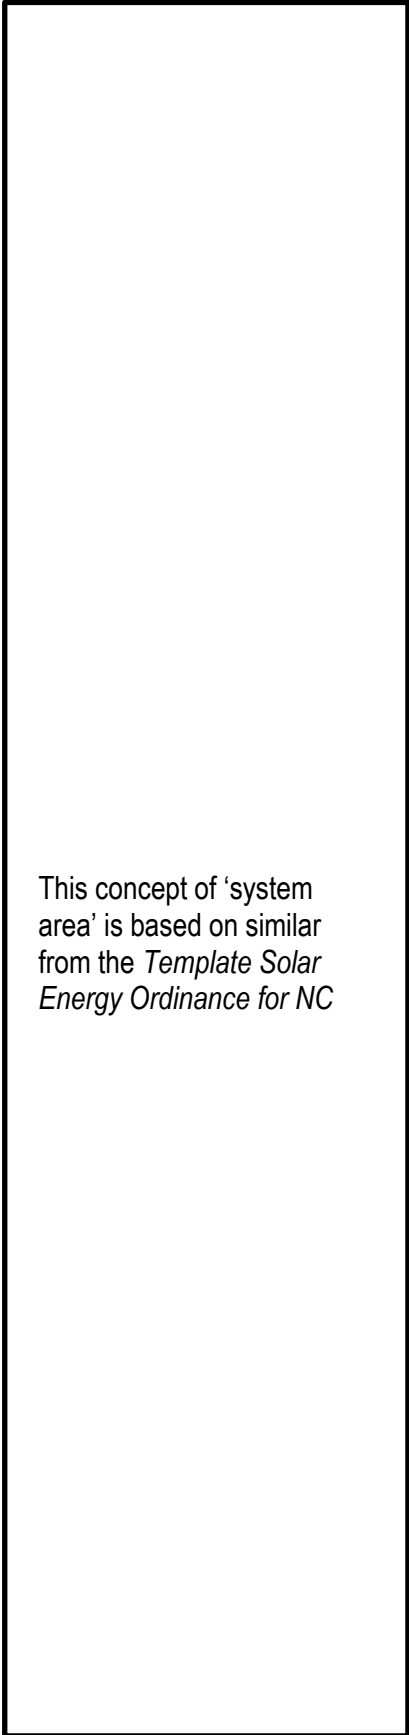 This concept of ‘system
area’ is based on similar
from the Template Solar
Energy Ordinance for NC